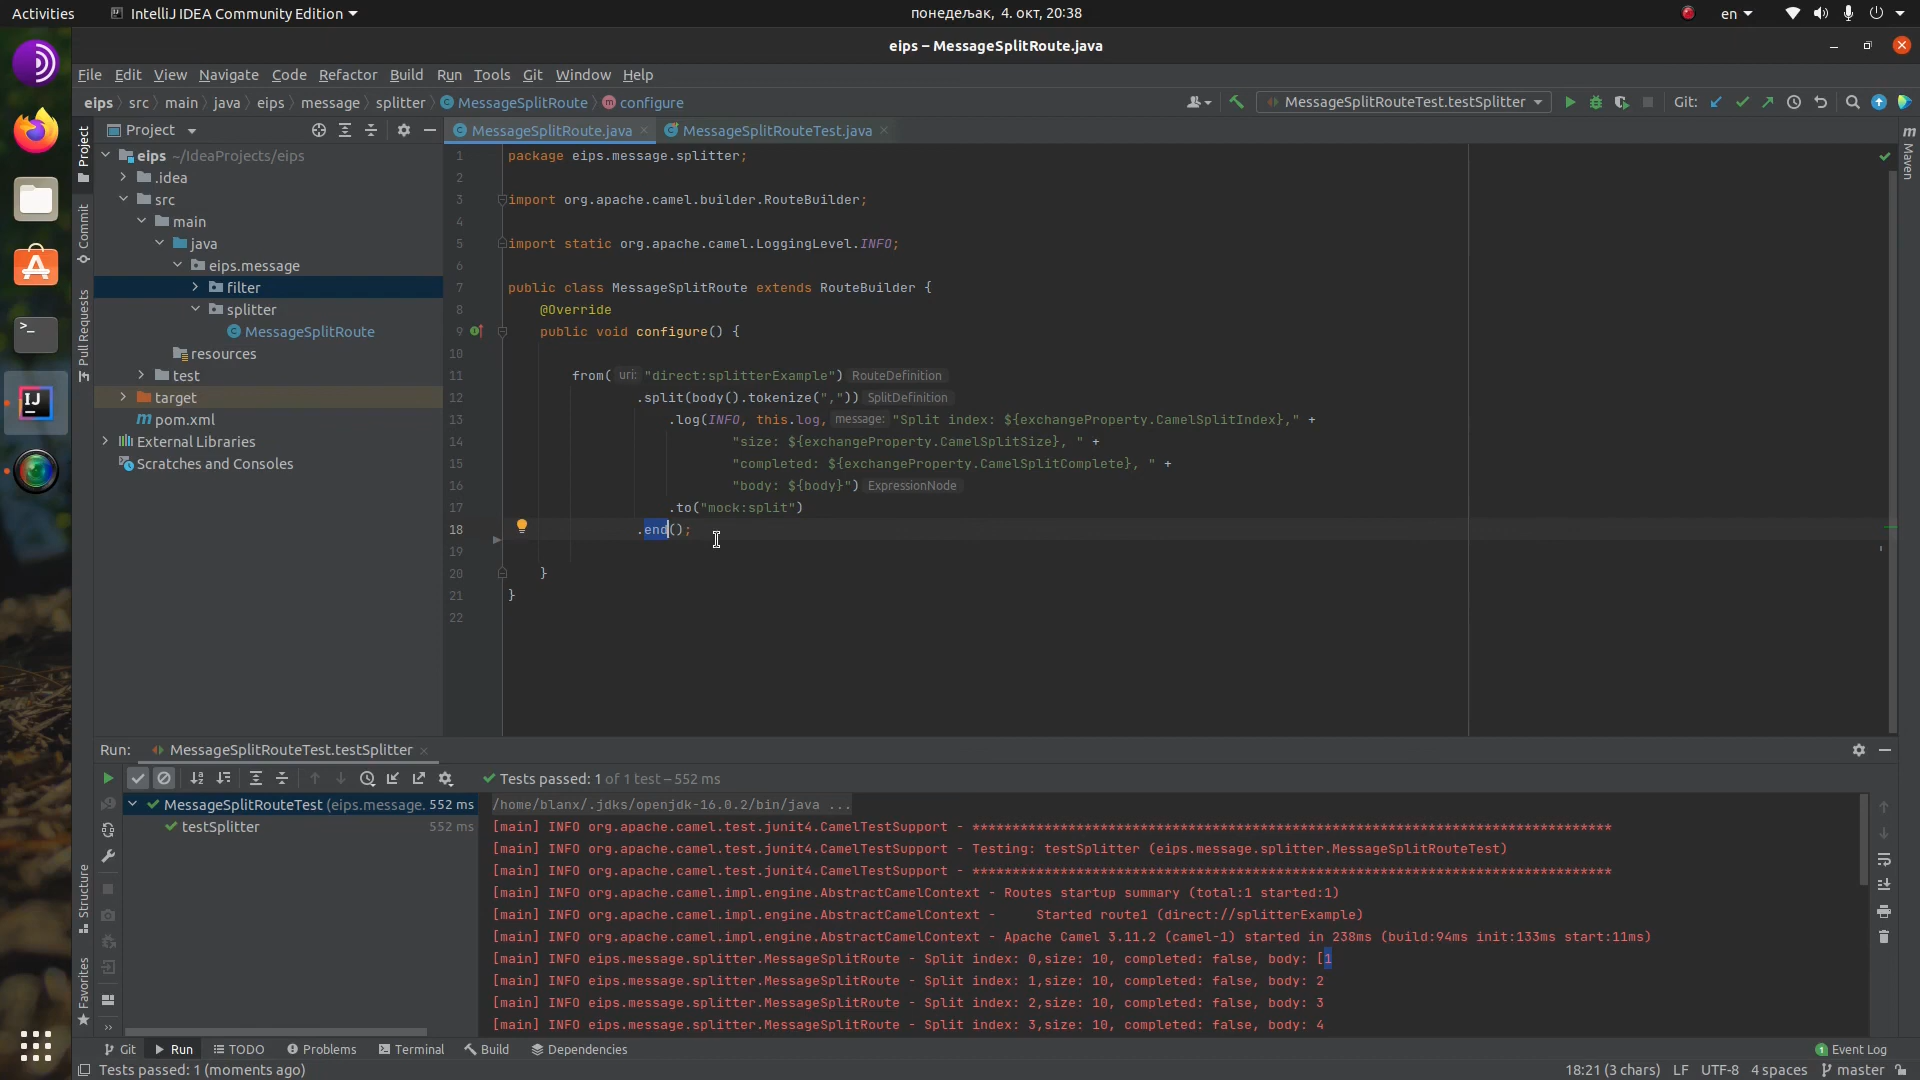 Activities
IntelliJ IDEA Community Edition
понедељак, 4. окт, 20:38
en
eips – MessageSplitRoute.java
File Edit View Navigate Code Refactor Build Run Tools Git Window Help
eips src main java eips message splitter MessageSplitRoute configure
MessageSplitRouteTest.testSplitter
Git:
Project
MessageSplitRoute.java
MessageSplitRouteTest.java
Project
Commit
Pull Requests
Structure
Favorites
Maven
eips ~/IdeaProjects/eips
.idea
src
main
java
eips.message
filter
splitter
MessageSplitRoute
resources
test
target
pom.xml
External Libraries
Scratches and Consoles
1 package eips.message.splitter;
2
3 import org.apache.camel.builder.RouteBuilder;
4
5 import static org.apache.camel.LoggingLevel.INFO;
6
7 public class MessageSplitRoute extends RouteBuilder {
8 @Override
9 public void configure() {
10
11 from( uri: "direct:splitterExample") RouteDefinition
12 .split(body().tokenize(",")) SplitDefinition
13 .log(INFO, this.log, message: "Split index: ${exchangeProperty.CamelSplitIndex}," +
14 "size: ${exchangeProperty.CamelSplitSize}, " +
15 "completed: ${exchangeProperty.CamelSplitComplete}, " +
16 "body: ${body}") ExpressionNode
17 .to("mock:split")
18 .end();
19
20 }
21 }
22
Run: MessageSplitRouteTest.testSplitter
Tests passed: 1 of 1 test – 552 ms
MessageSplitRouteTest (eips.message. 552 ms
testSplitter 552 ms
/home/blanx/.jdks/openjdk-16.0.2/bin/java ...
[main] INFO org.apache.camel.test.junit4.CamelTestSupport - ********************************************************************************
[main] INFO org.apache.camel.test.junit4.CamelTestSupport - Testing: testSplitter (eips.message.splitter.MessageSplitRouteTest)
[main] INFO org.apache.camel.test.junit4.CamelTestSupport - ********************************************************************************
[main] INFO org.apache.camel.impl.engine.AbstractCamelContext - Routes startup summary (total:1 started:1)
[main] INFO org.apache.camel.impl.engine.AbstractCamelContext -     Started route1 (direct://splitterExample)
[main] INFO org.apache.camel.impl.engine.AbstractCamelContext - Apache Camel 3.11.2 (camel-1) started in 238ms (build:94ms init:133ms start:11ms)
[main] INFO eips.message.splitter.MessageSplitRoute - Split index: 0,size: 10, completed: false, body: [1
[main] INFO eips.message.splitter.MessageSplitRoute - Split index: 1,size: 10, completed: false, body: 2
[main] INFO eips.message.splitter.MessageSplitRoute - Split index: 2,size: 10, completed: false, body: 3
[main] INFO eips.message.splitter.MessageSplitRoute - Split index: 3,size: 10, completed: false, body: 4
Git Run TODO Problems Terminal Build Dependencies
1 Event Log
Tests passed: 1 (moments ago)
18:21 (3 chars) LF UTF-8 4 spaces master